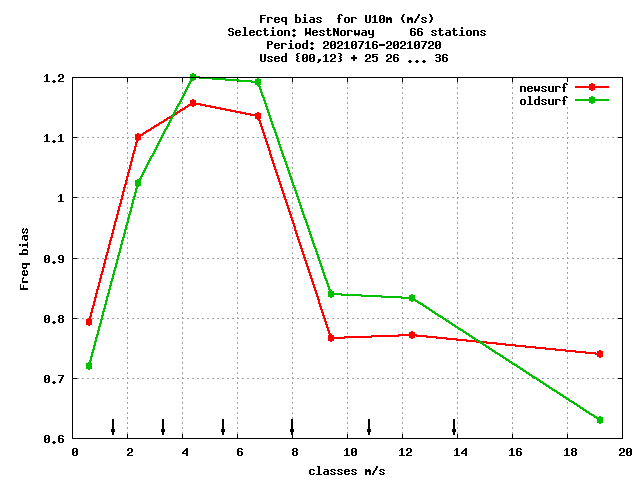 Freq bias  for U10m (m/s)
Selection: WestNorway     66 stations
Period: 20210716-20210720
Used {00,12} + 25 26 ... 36
newsurf
oldsurf
1.2
1.1
1
0.9
0.8
0.7
0.6
Freq bias
0 2 4 6 8 10 12 14 16 18 20
classes m/s